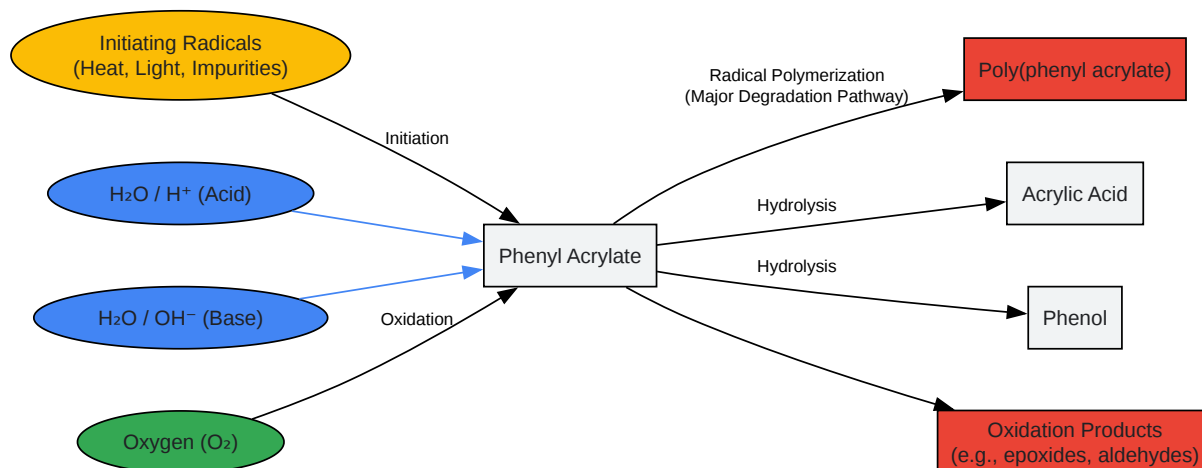 Initiating Radicals
(Heat, Light, Impurities)
Radical Polymerization
(Major Degradation Pathway)
Poly(phenyl acrylate)
Initiation
H₂O / H⁺ (Acid)
Hydrolysis
Acrylic Acid
Phenyl Acrylate
Hydrolysis
H₂O / OH⁻ (Base)
Oxidation
Phenol
Oxygen (O₂)
Oxidation Products
(e.g., epoxides, aldehydes)